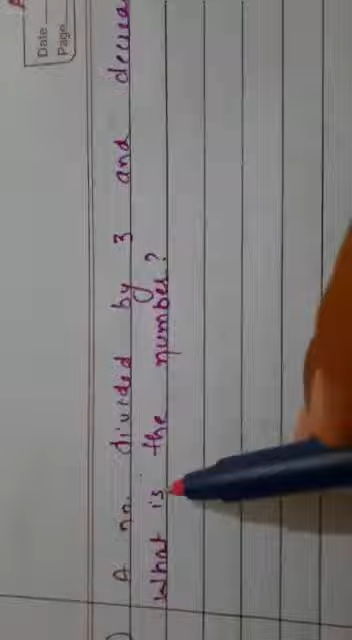 Date
Page
A no. divided by 3 and
What is the number?